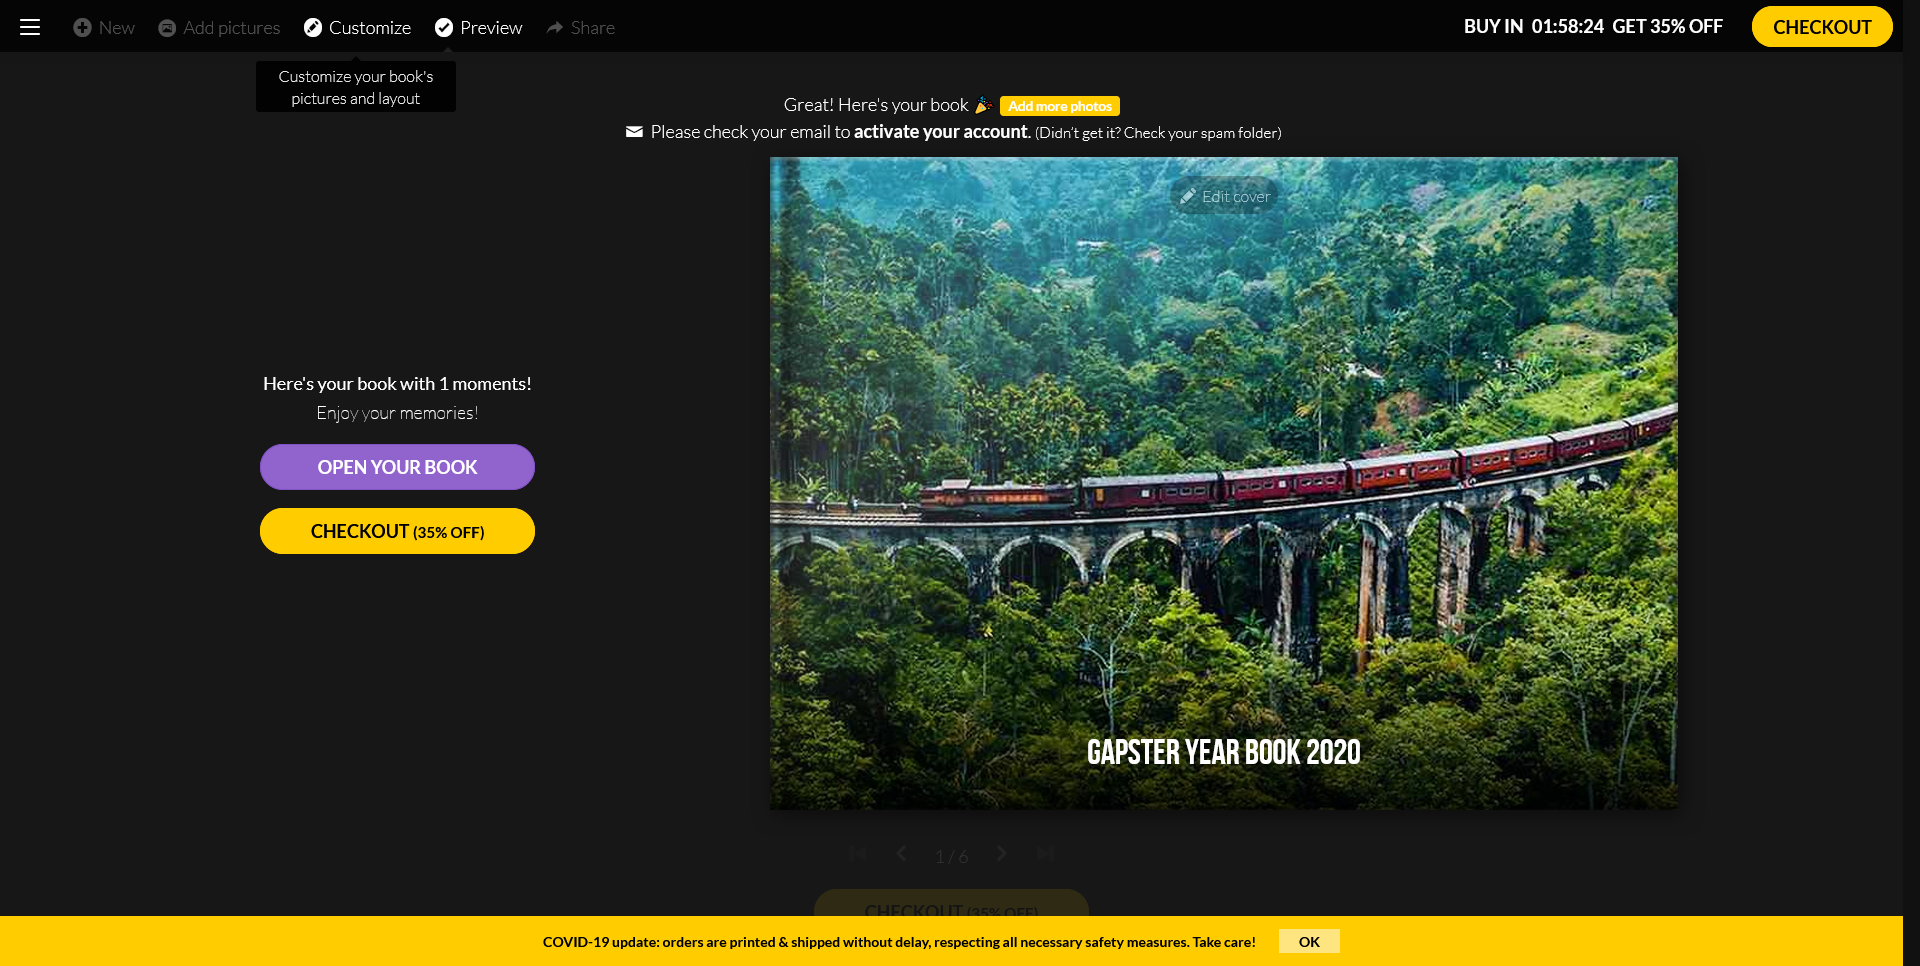 New Add pictures Customize Preview Share BUY IN 01:58:24 GET 35% OFF CHECKOUT
Customize your book's
pictures and layout
Great! Here's your book Add more photos
Please check your email to activate your account. (Didn't get it? Check your spam folder)
Edit cover
Here's your book with 1 moments!
Enjoy your memories!
OPEN YOUR BOOK
CHECKOUT (35% OFF)
GAPSTER YEAR BOOK 2020
1 / 6
CHECKOUT (35% OFF)
COVID-19 update: orders are printed & shipped without delay, respecting all necessary safety measures. Take care! OK